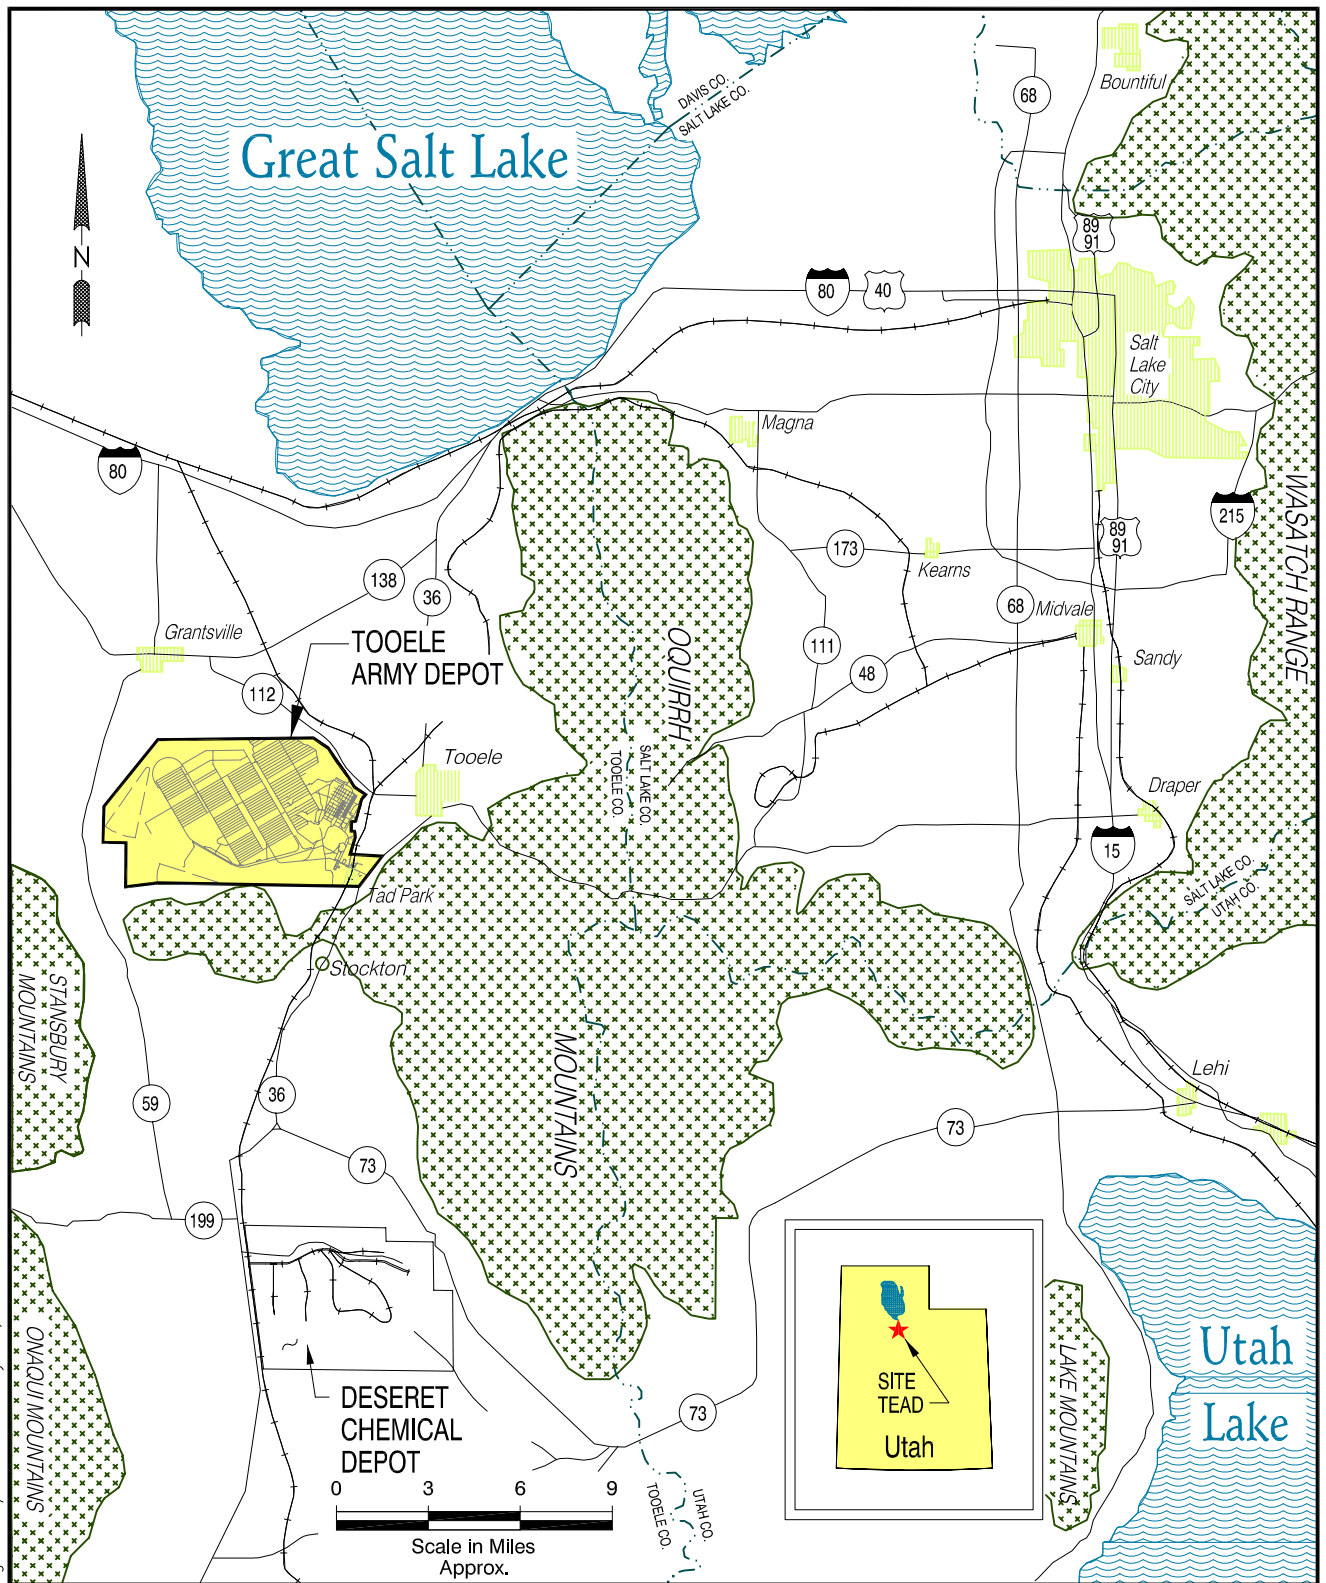 Bountiful
68
DAVIS CO.
SALT LAKE CO.
Great Salt Lake
N
89
91
80
40
Salt
Lake
City
Magna
80
215
WASATCH RANGE
89
91
173
Kearns
138
36
68
Midvale
Grantsville
TOOELE
ARMY DEPOT
OQUIRRH
111
48
Sandy
112
Tooele
SALT LAKE CO.
TOOELE CO.
Draper
15
SALT LAKE CO.
UTAH CO.
Tad Park
Stockton
STANSBURY
MOUNTAINS
MOUNTAINS
Lehi
59
36
73
73
199
ONAQUI MOUNTAINS
DESERET
CHEMICAL
DEPOT
73
SITE
TEAD
Utah
LAKE MOUNTAINS
Utah
Lake
0 3 6 9
Scale in Miles
Approx.
TOOELE CO.
UTAH CO.